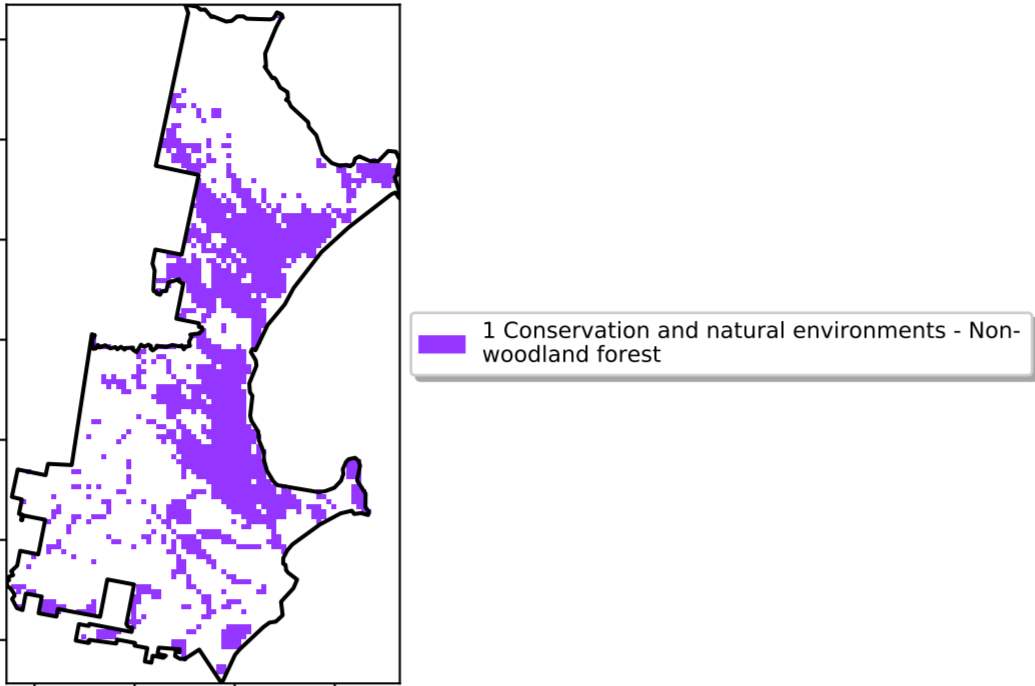 1 Conservation and natural environments - Non-
woodland forest